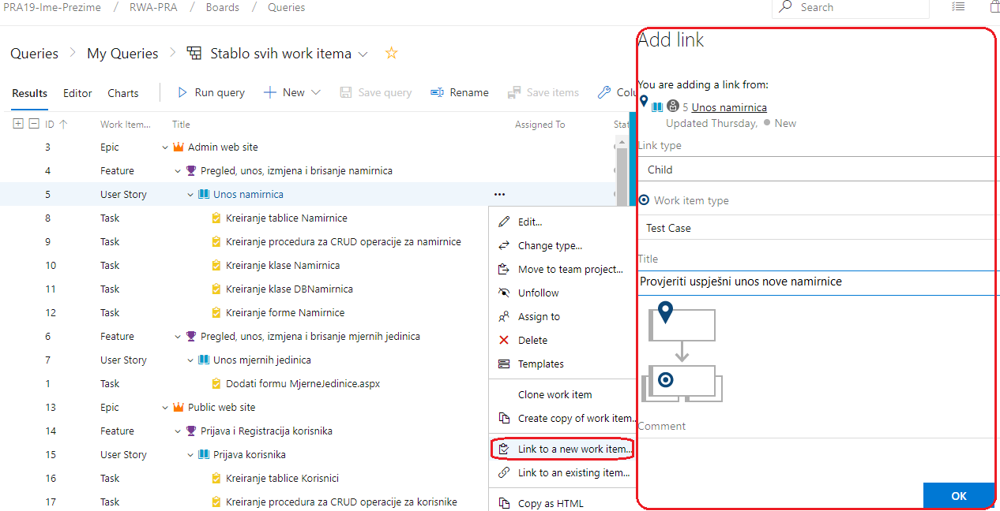 PRA19-Ime-Prezime / RWA-PRA / Boards / Queries
Search
Queries > My Queries > Stablo svih work itema
Results Editor Charts Run query + New Save query Rename Save items Colu
ID Work Item... Title Assigned To Stat
3 Epic Admin web site
4 Feature Pregled, unos, izmjena i brisanje namirnica
5 User Story Unos namirnica ...
8 Task Kreiranje tablice Namirnice
9 Task Kreiranje procedura za CRUD operacije za namirnice
10 Task Kreiranje klase Namirnica
11 Task Kreiranje klase DBNamirnica
12 Task Kreiranje forme Namirnice
6 Feature Pregled, unos, izmjena i brisanje mjernih jedinica
7 User Story Unos mjernih jedinica
1 Task Dodati formu MjerneJedinice.aspx
13 Epic Public web site
14 Feature Prijava i Registracija korisnika
15 User Story Prijava korisnika
16 Task Kreiranje tablice Korisnici
17 Task Kreiranje procedura za CRUD operacije za korisnike
Edit...
Change type...
Move to team project...
Unfollow
Assign to
Delete
Templates
Clone work item
Create copy of work item...
Link to a new work item...
Link to an existing item...
Copy as HTML
Add link
You are adding a link from:
5 Unos namirnica
Updated Thursday, New
Link type
Child
Work item type
Test Case
Title
Provjeriti uspješni unos nove namirnice
Comment
OK